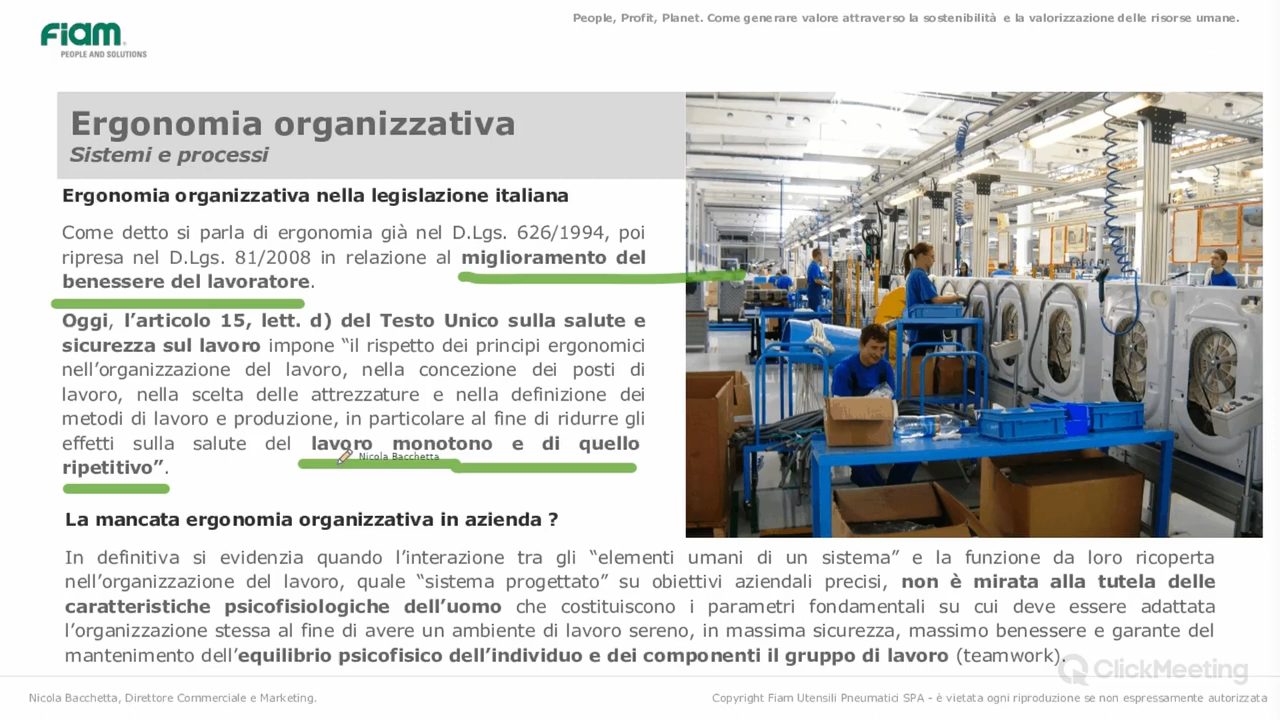 People, Profit, Planet. Come generare valore attraverso la sostenibilità e la valorizzazione delle risorse umane.
Fiam
PEOPLE AND SOLUTIONS
Ergonomia organizzativa
Sistemi e processi
Ergonomia organizzativa nella legislazione italiana
Come detto si parla di ergonomia già nel D.Lgs. 626/1994, poi
ripresa nel D.Lgs. 81/2008 in relazione al miglioramento del
benessere del lavoratore.
Oggi, l’articolo 15, lett. d) del Testo Unico sulla salute e
sicurezza sul lavoro impone “il rispetto dei principi ergonomici
nell’organizzazione del lavoro, nella concezione dei posti di
lavoro, nella scelta delle attrezzature e nella definizione dei
metodi di lavoro e produzione, in particolare al fine di ridurre gli
effetti sulla salute del lavoro monotono e di quello
Nicola Bacchetta
ripetitivo”.
La mancata ergonomia organizzativa in azienda ?
In definitiva si evidenzia quando l’interazione tra gli “elementi umani di un sistema” e la funzione da loro ricoperta
nell’organizzazione del lavoro, quale “sistema progettato” su obiettivi aziendali precisi, non è mirata alla tutela delle
caratteristiche psicofisiologiche dell’uomo che costituiscono i parametri fondamentali su cui deve essere adattata
l’organizzazione stessa al fine di avere un ambiente di lavoro sereno, in massima sicurezza, massimo benessere e garante del
mantenimento dell’equilibrio psicofisico dell’individuo e dei componenti il gruppo di lavoro (teamwork).
ClickMeeting
Nicola Bacchetta, Direttore Commerciale e Marketing.
Copyright Fiam Utensili Pneumatici SPA - è vietata ogni riproduzione se non espressamente autorizzata